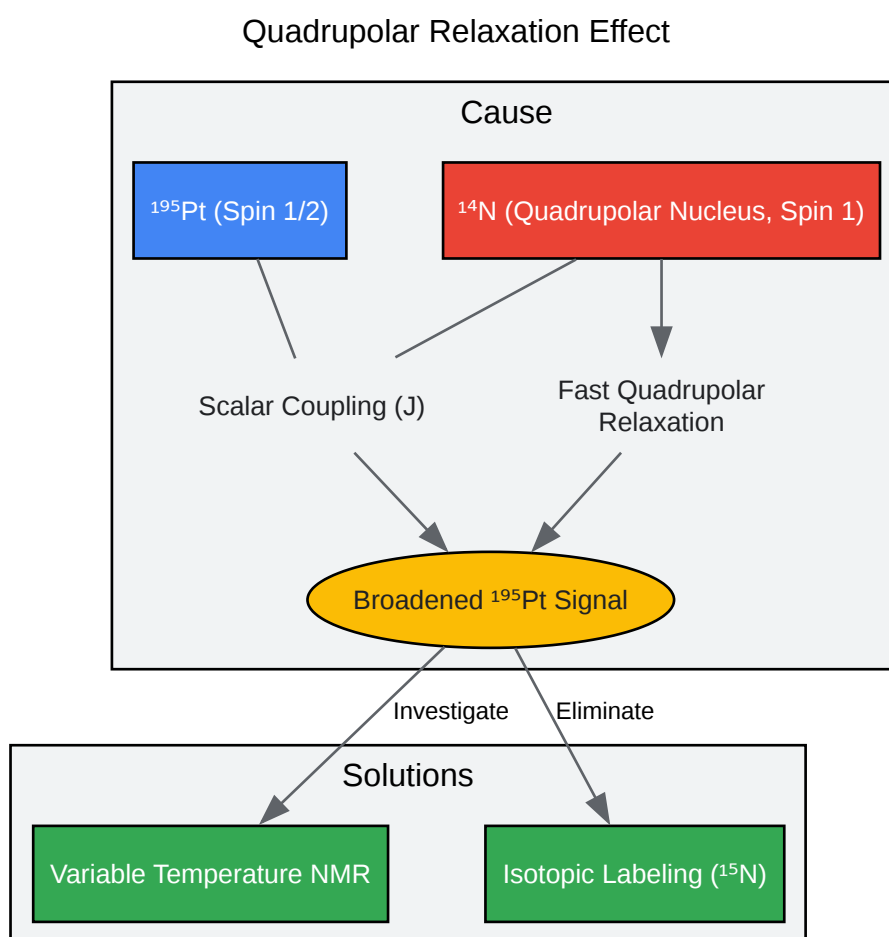 Quadrupolar Relaxation Effect
Cause
¹⁹⁵Pt (Spin 1/2)
¹⁴N (Quadrupolar Nucleus, Spin 1)
Scalar Coupling (J)
Fast Quadrupolar
Relaxation
Broadened ¹⁹⁵Pt Signal
Investigate
Eliminate
Solutions
Variable Temperature NMR
Isotopic Labeling (¹⁵N)